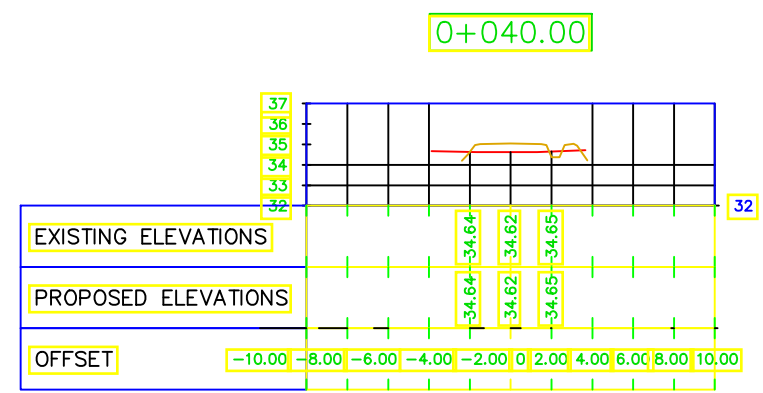 0+040.00
37
36
35
34
33
32
32
EXISTING ELEVATIONS 34.64 34.62 34.65
PROPOSED ELEVATIONS 34.64 34.62 34.65
OFFSET -10.00 -8.00 -6.00 -4.00 -2.00 0 2.00 4.00 6.00 8.00 10.00